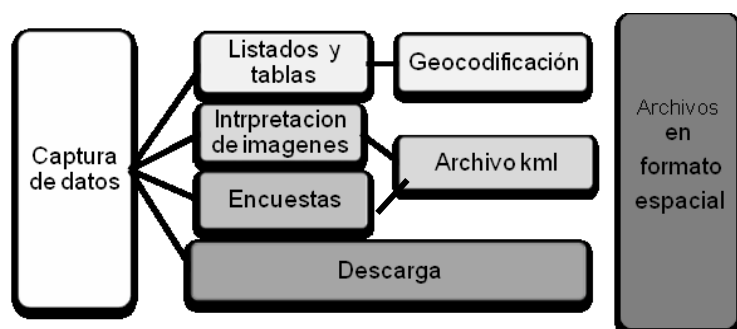 Captura
de datos
Listados y
tablas
Geocodificación
Intrpretacion
de imagenes
Archivo kml
Encuestas
Descarga
Archivos
en
formato
espacial